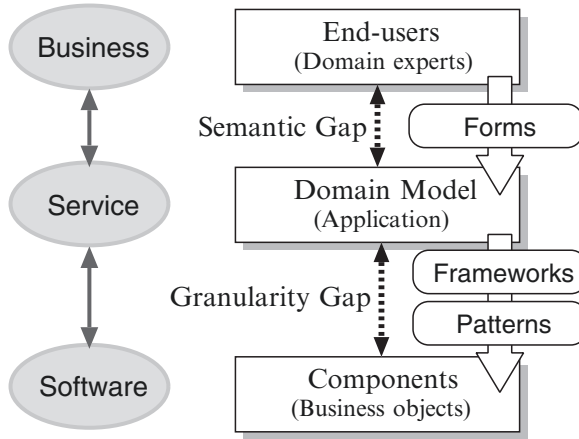 Business
End-users
(Domain experts)
Semantic Gap
Forms
Service
Domain Model
(Application)
Granularity Gap
Frameworks
Patterns
Software
Components
(Business objects)